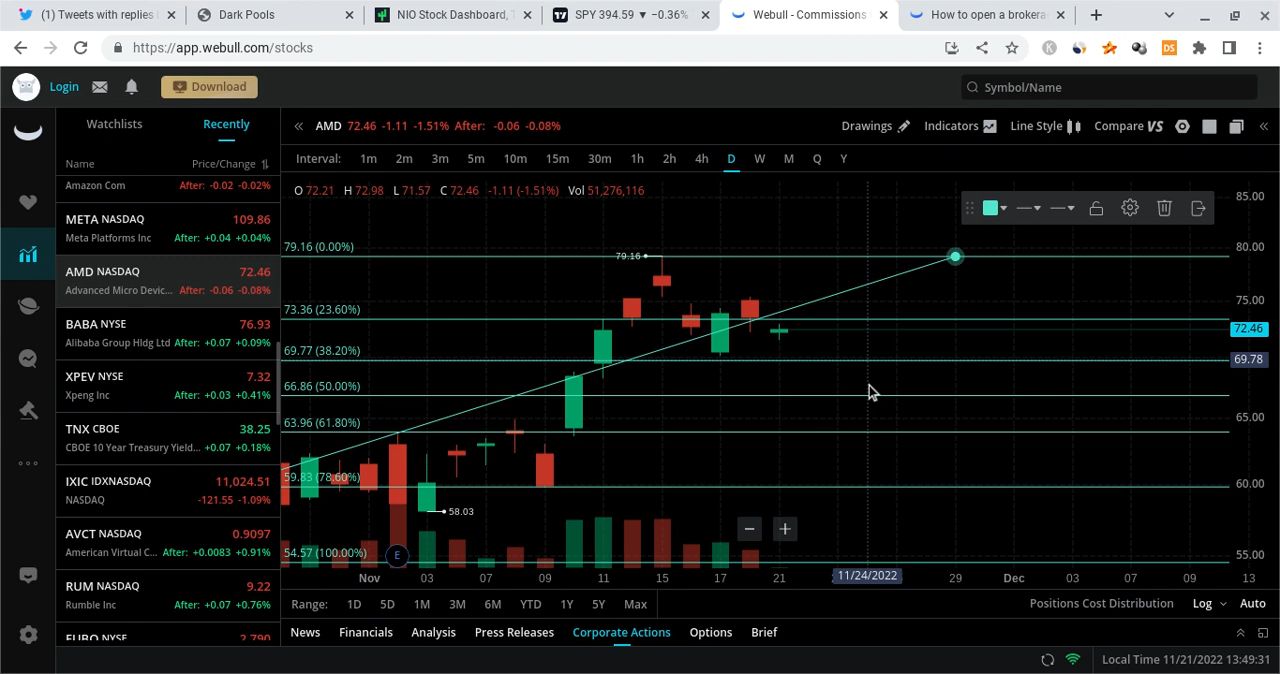 (1) Tweets with replies
Dark Pools
NIO Stock Dashboard,
SPY 394.59 ▼ −0.36%
Webull - Commissions
How to open a brokera
https://app.webull.com/stocks
Login
Download
Symbol/Name
Watchlists
Recently
Name
Price/Change
Amazon Com
After: -0.02 -0.02%
META NASDAQ
109.86
Meta Platforms Inc
After: +0.04 +0.04%
AMD NASDAQ
72.46
Advanced Micro Devic...
After: -0.06 -0.08%
BABA NYSE
76.93
Alibaba Group Hldg Ltd
After: +0.07 +0.09%
XPEV NYSE
7.32
Xpeng Inc
After: +0.03 +0.41%
TNX CBOE
38.25
CBOE 10 Year Treasury Yield...
+0.07 +0.18%
IXIC IDXNASDAQ
11,024.51
NASDAQ
-121.55 -1.09%
AVCT NASDAQ
0.9097
American Virtual C...
After: +0.0083 +0.91%
RUM NASDAQ
9.22
Rumble Inc
After: +0.07 +0.76%
FUBO NYSE
2.790
AMD 72.46 -1.11 -1.51% After: -0.06 -0.08%
Drawings
Indicators
Line Style
Compare VS
Interval: 1m 2m 3m 5m 10m 15m 30m 1h 2h 4h D W M Q Y
O 72.21 H 72.98 L 71.57 C 72.46 -1.11 (-1.51%) Vol 51,276,116
79.16 (0.00%)
73.36 (23.60%)
69.77 (38.20%)
66.86 (50.00%)
63.96 (61.80%)
59.83 (78.60%)
54.57 (100.00%)
79.16
58.03
E
85.00
80.00
75.00
72.46
69.78
65.00
60.00
55.00
Nov 03 07 09 11 15 17 21 11/24/2022 29 Dec 03 07 09 13
Range: 1D 5D 1M 3M 6M YTD 1Y 5Y Max
Positions Cost Distribution
Log
Auto
News Financials Analysis Press Releases Corporate Actions Options Brief
Local Time 11/21/2022 13:49:31